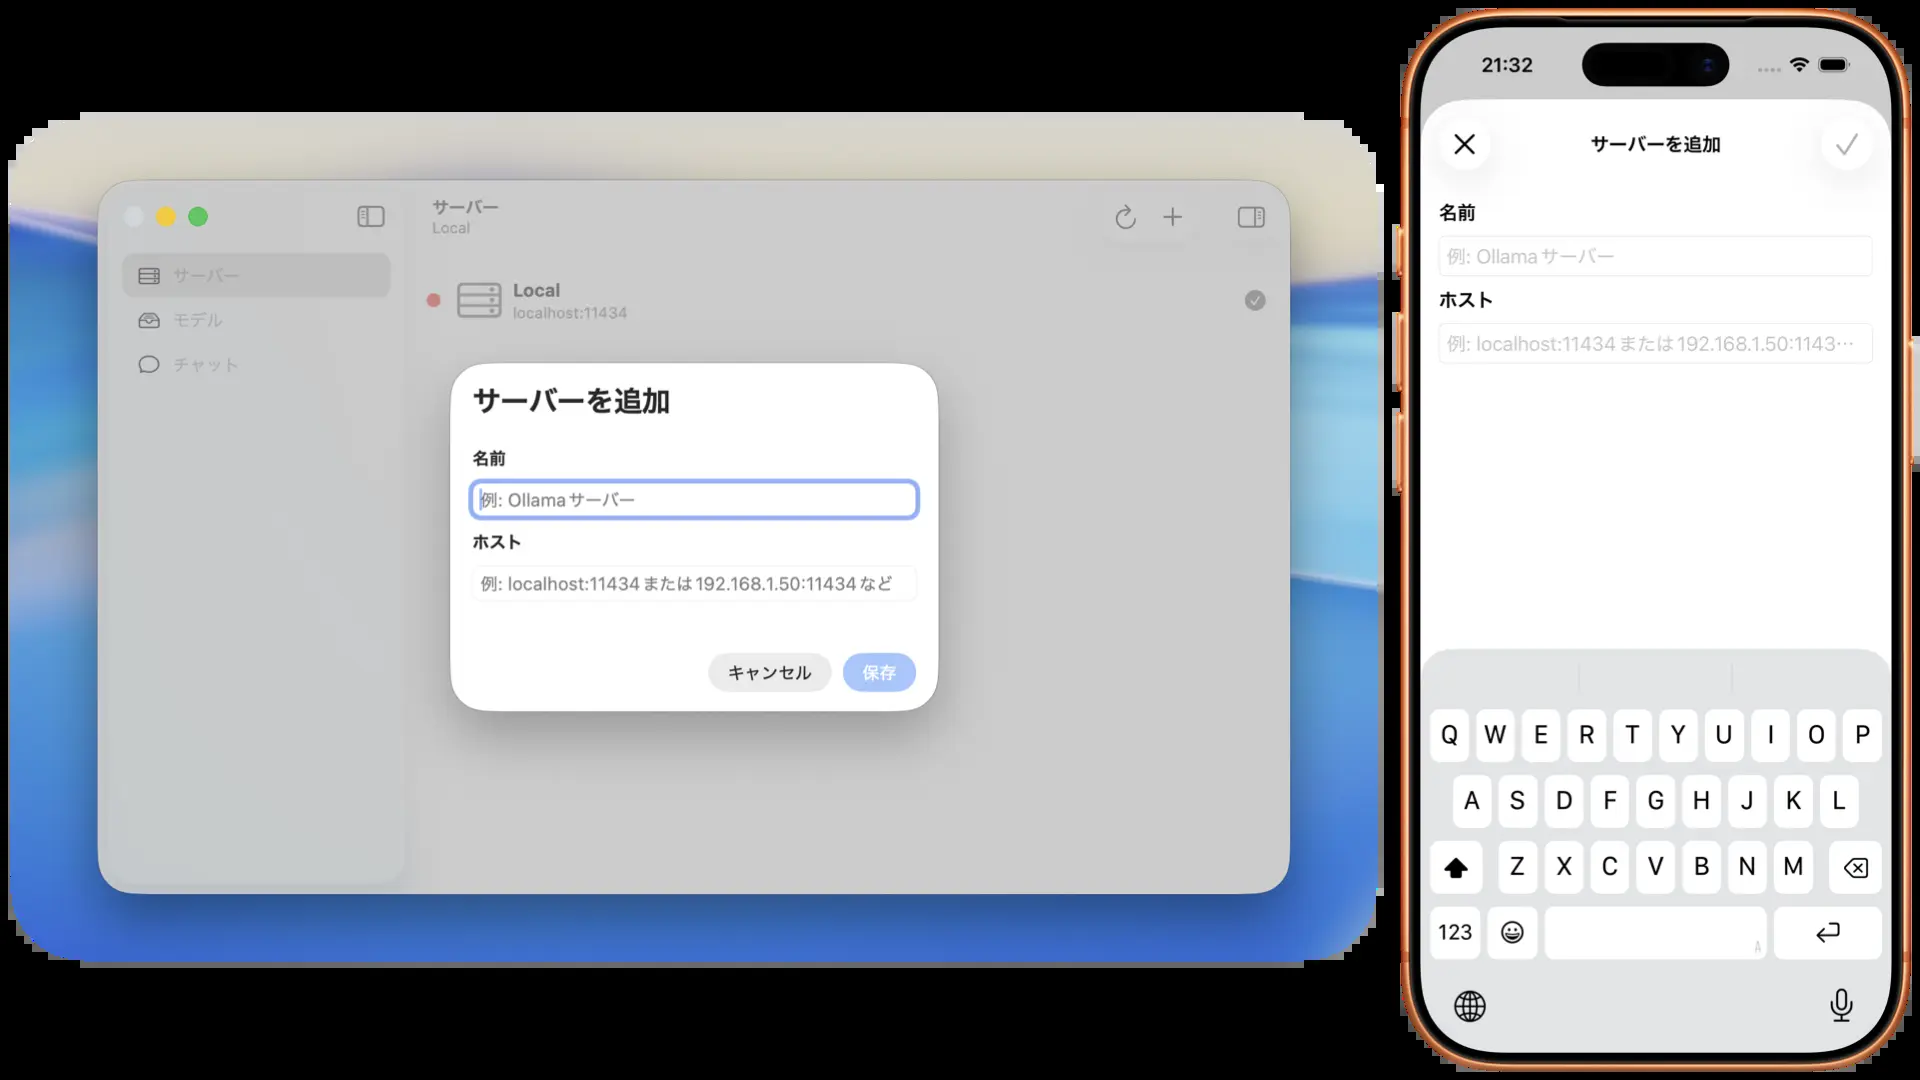 サーバー
Local
サーバー
モデル
チャット
Local
localhost:11434
サーバーを追加
名前
例: Ollama サーバー
ホスト
例: localhost:11434 または 192.168.1.50:11434 など
キャンセル
保存
21:32
サーバーを追加
名前
例: Ollama サーバー
ホスト
例: localhost:11434 または 192.168.1.50:1143…
Q W E R T Y U I O P
A S D F G H J K L
Z X C V B N M
123
A